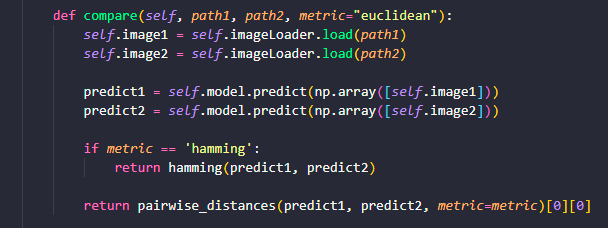 def compare(self, path1, path2, metric="euclidean"):
    self.image1 = self.imageLoader.load(path1)
    self.image2 = self.imageLoader.load(path2)
    predict1 = self.model.predict(np.array([self.image1]))
    predict2 = self.model.predict(np.array([self.image2]))
    if metric == 'hamming':
        return hamming(predict1, predict2)
    return pairwise_distances(predict1, predict2, metric=metric)[0][0]